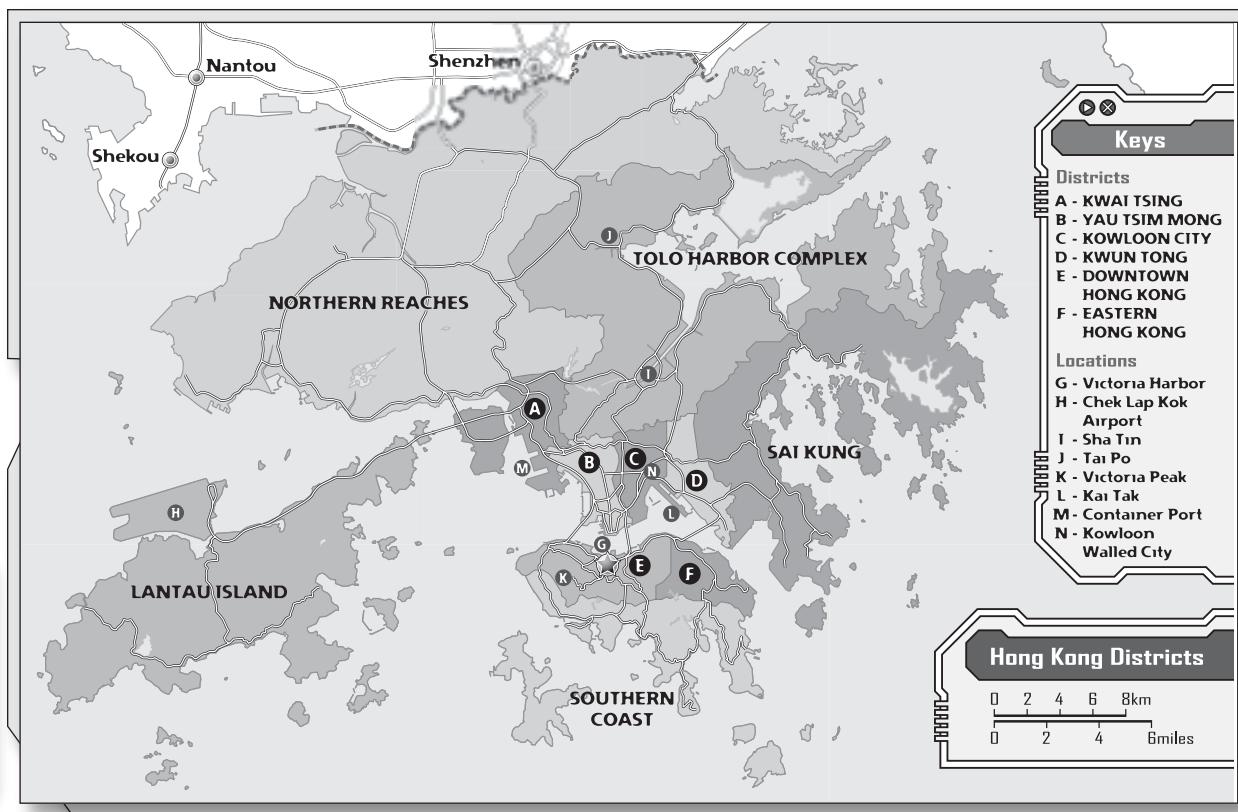 Nantou
Shenzhen
Shekou
TOLO HARBOR COMPLEX
NORTHERN REACHES
SAI KUNG
LANTAU ISLAND
SOUTHERN
COAST
J
I
A
B
C
N
D
M
L
H
G
E
F
K
Keys
Districts
A - KWAI TSING
B - YAU TSIM MONG
C - KOWLOON CITY
D - KWUN TONG
E - DOWNTOWN
HONG KONG
F - EASTERN
HONG KONG
Locations
G - Victoria Harbor
H - Chek Lap Kok
Airport
I - Sha Tin
J - Tai Po
K - Victoria Peak
L - Kai Tak
M - Container Port
N - Kowloon
Walled City
Hong Kong Districts
0 2 4 6 8km
0 2 4 6miles